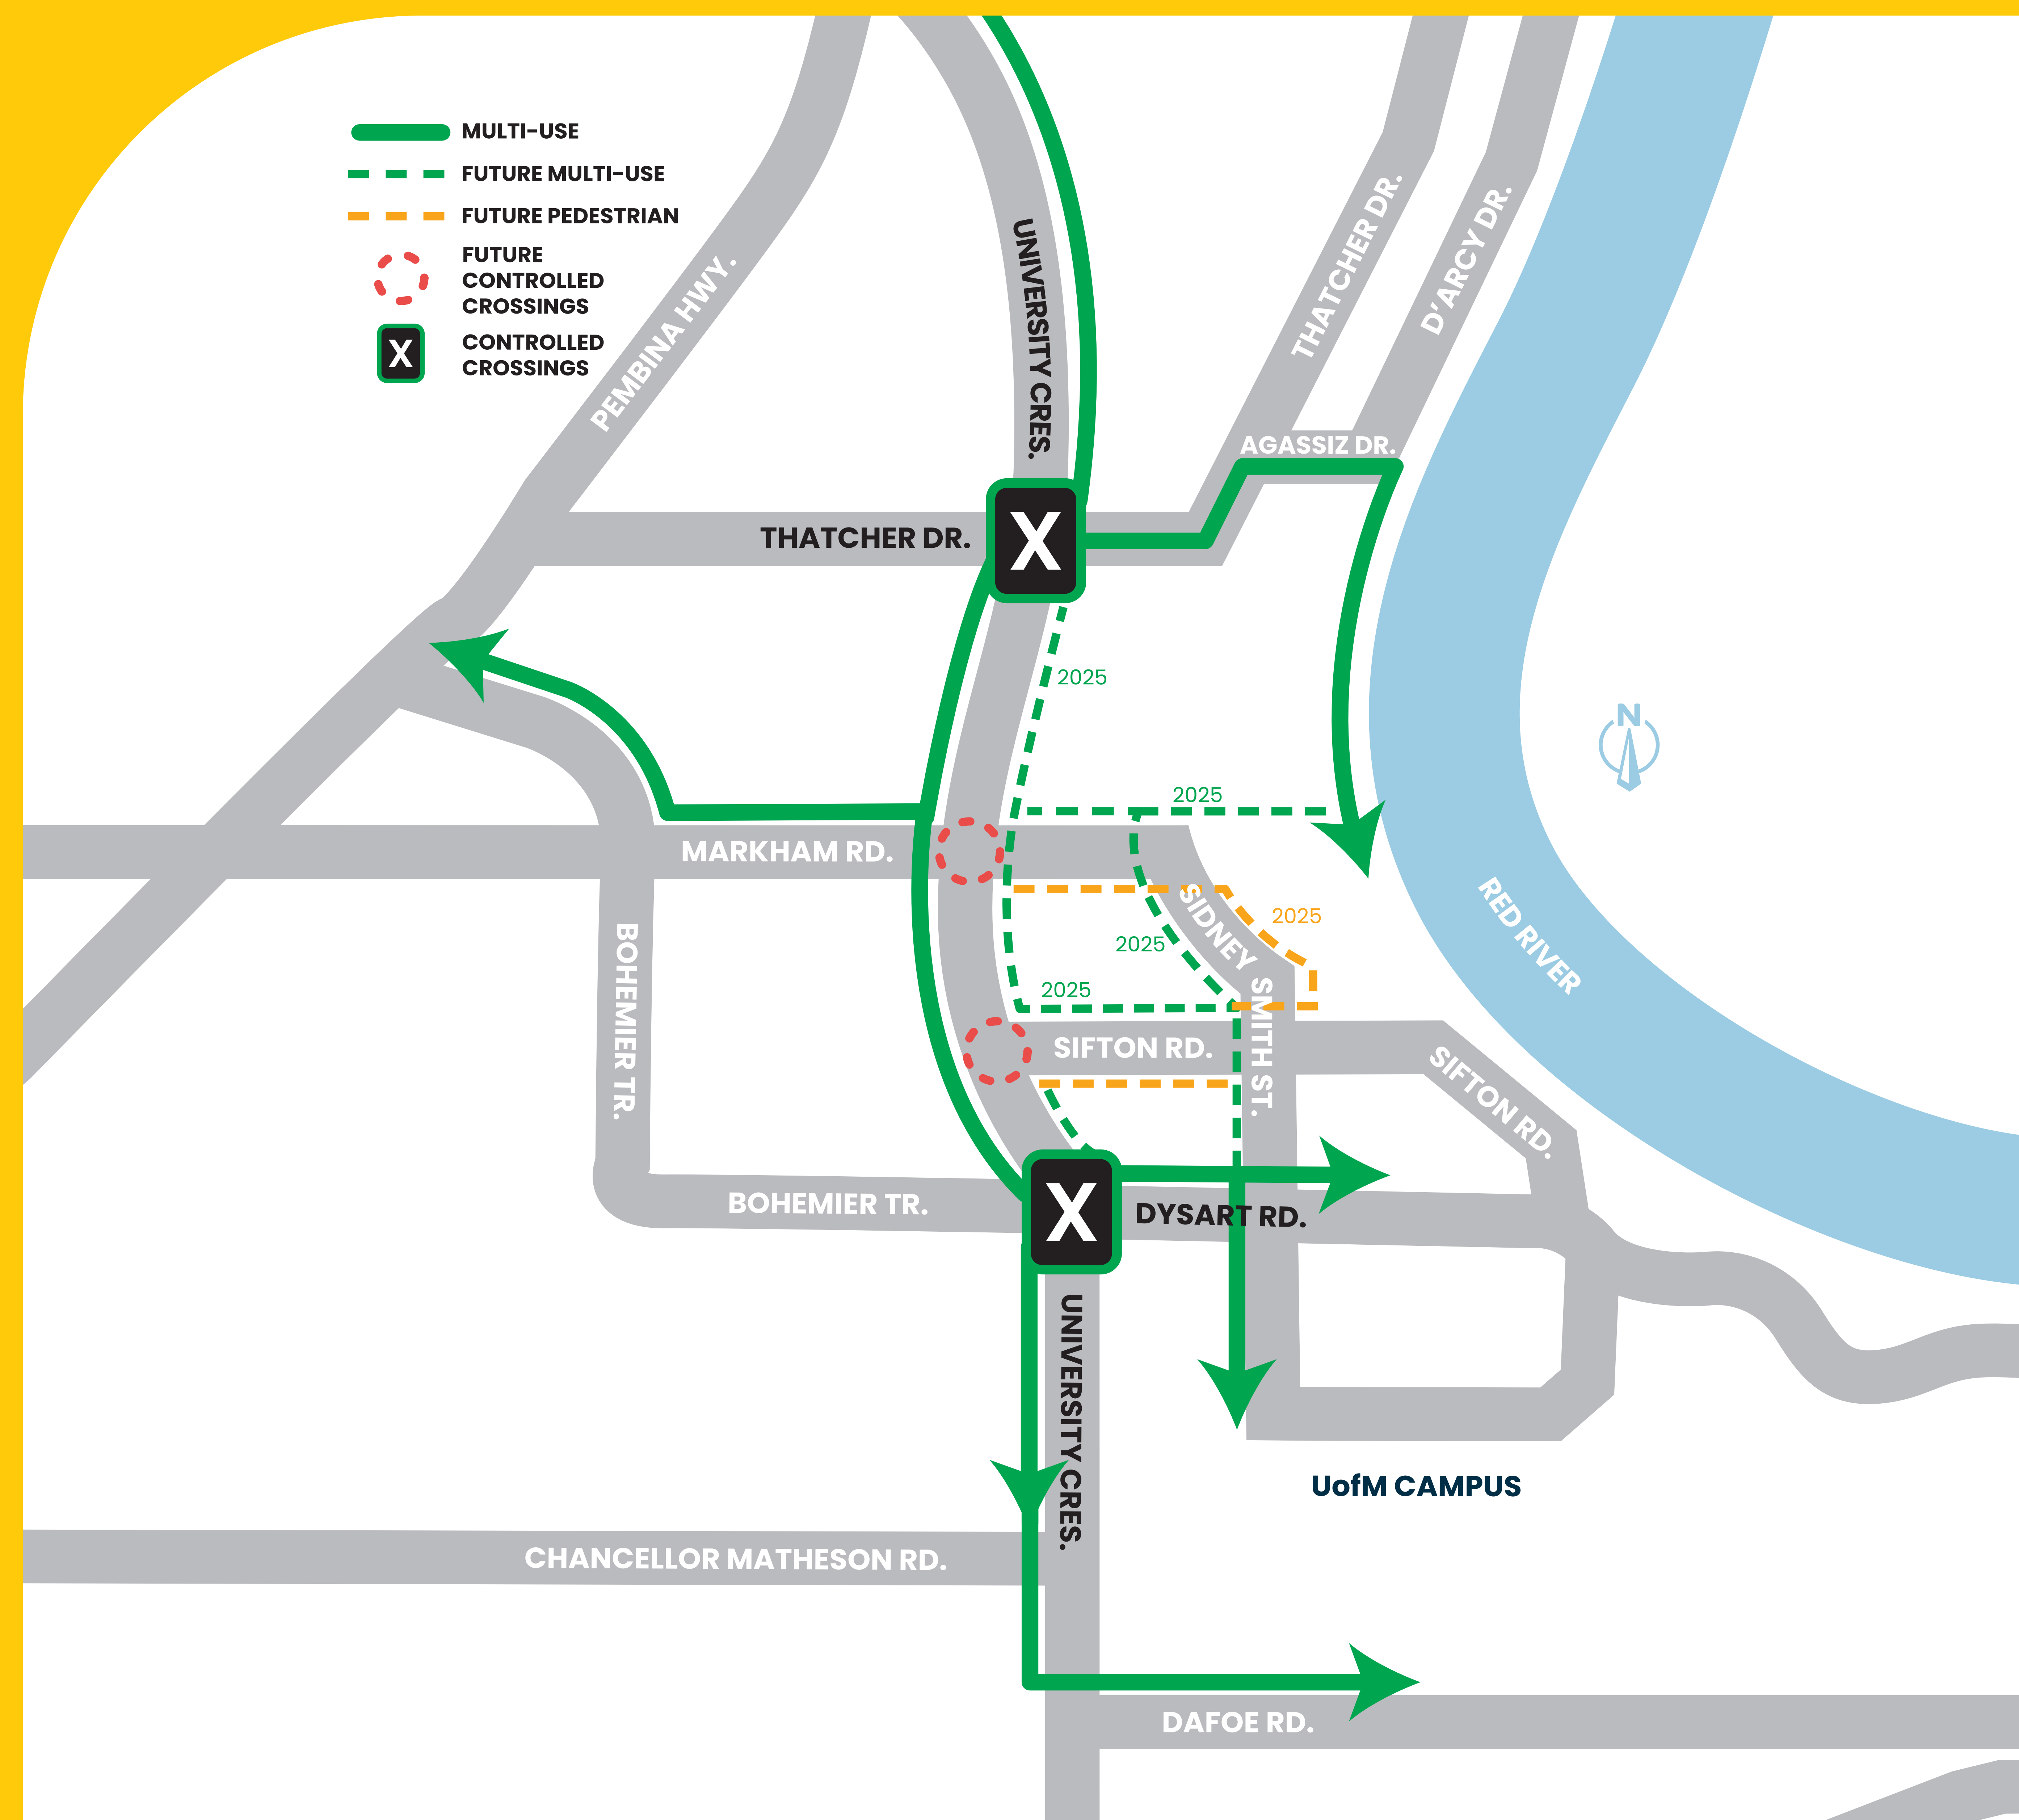 MULTI-USE
FUTURE MULTI-USE
FUTURE PEDESTRIAN
FUTURE
CONTROLLED
CROSSINGS
X
CONTROLLED
CROSSINGS
PEMBINA HWY.
UNIVERSITY CRES.
THATCHER DR.
D'ARCY DR.
AGASSIZ DR.
THATCHER DR.
X
2025
N
2025
MARKHAM RD.
SIDNEY SMITH ST.
2025
2025
RED RIVER
BOHEMIER TR.
2025
SIFTON RD.
SIFTON RD.
BOHEMIER TR.
X
DYSART RD.
UNIVERSITY CRES.
UofM CAMPUS
CHANCELLOR MATHESON RD.
DAFOE RD.